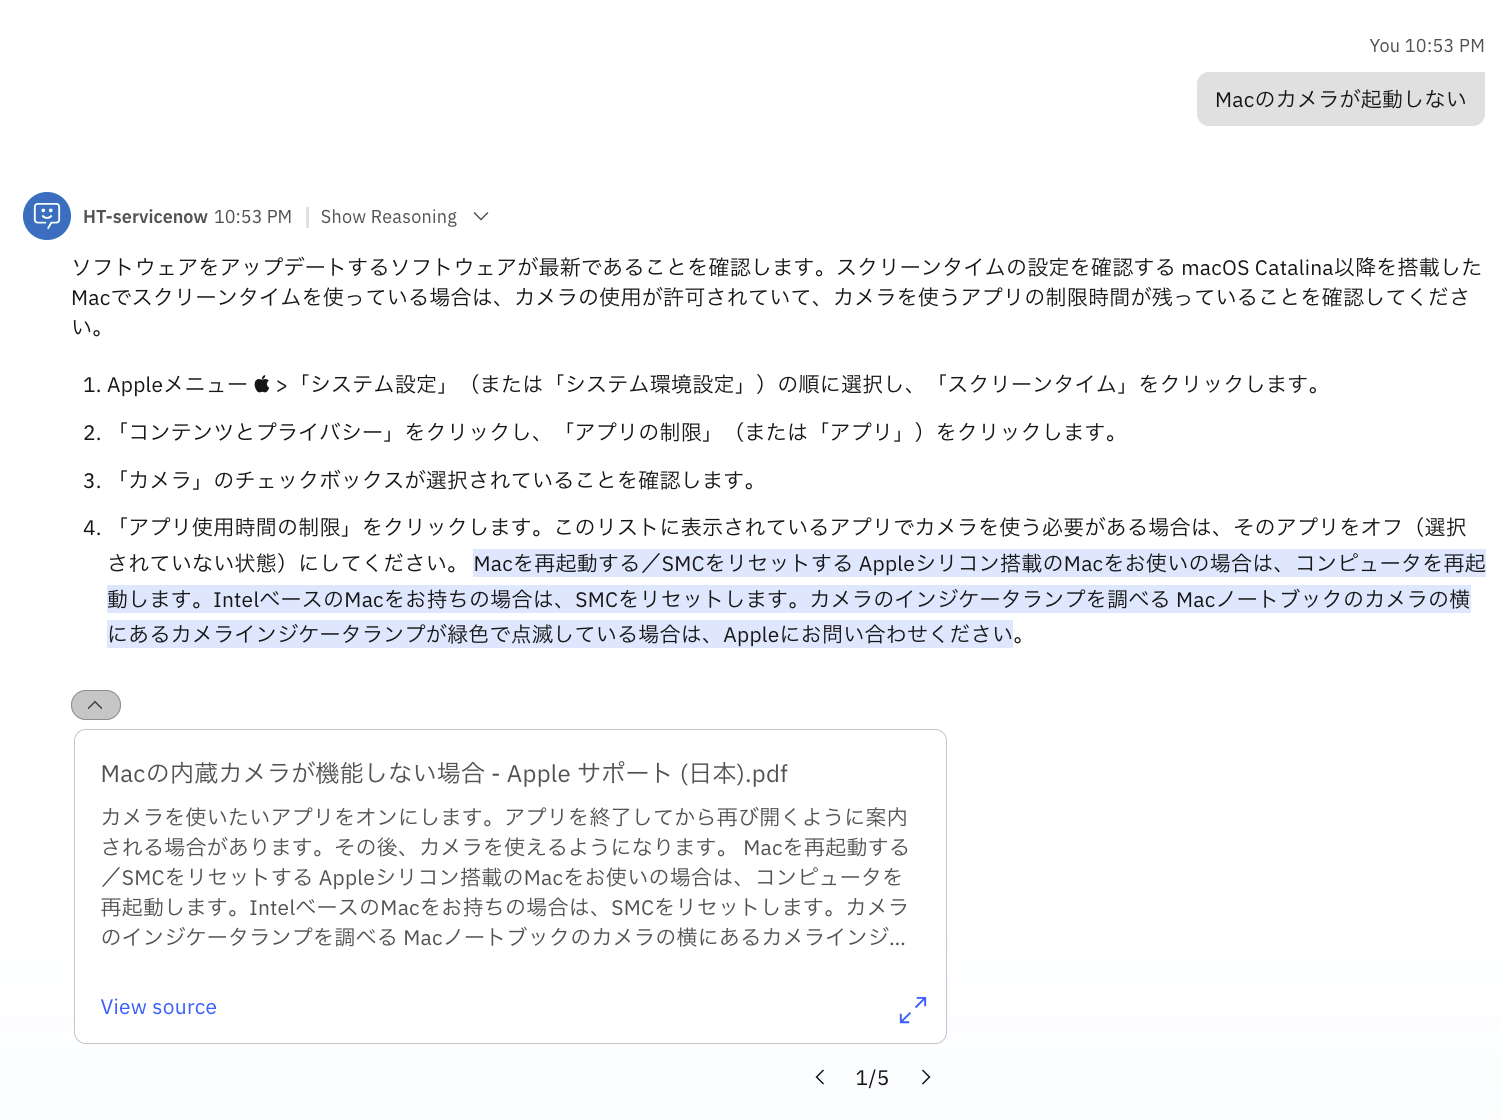 You 10:53 PM
Macのカメラが起動しない
HT-servicenow 10:53 PM | Show Reasoning
ソフトウェアをアップデートするソフトウェアが最新であることを確認します。スクリーンタイムの設定を確認する macOS Catalina以降を搭載した
Macでスクリーンタイムを使っている場合は、カメラの使用が許可されていて、カメラを使うアプリの制限時間が残っていることを確認してくださ
い。
1. Appleメニュー  >「システム設定」（または「システム環境設定」）の順に選択し、「スクリーンタイム」をクリックします。
2. 「コンテンツとプライバシー」をクリックし、「アプリの制限」（または「アプリ」）をクリックします。
3. 「カメラ」のチェックボックスが選択されていることを確認します。
4. 「アプリ使用時間の制限」をクリックします。このリストに表示されているアプリでカメラを使う必要がある場合は、そのアプリをオフ（選択
されていない状態）にしてください。 Macを再起動する／SMCをリセットする Appleシリコン搭載のMacをお使いの場合は、コンピュータを再起
動します。IntelベースのMacをお持ちの場合は、SMCをリセットします。カメラのインジケータランプを調べる Macノートブックのカメラの横
にあるカメラインジケータランプが緑色で点滅している場合は、Appleにお問い合わせください。
Macの内蔵カメラが機能しない場合 - Apple サポート (日本).pdf
カメラを使いたいアプリをオンにします。アプリを終了してから再び開くように案内
される場合があります。その後、カメラを使えるようになります。 Macを再起動する
／SMCをリセットする Appleシリコン搭載のMacをお使いの場合は、コンピュータを
再起動します。IntelベースのMacをお持ちの場合は、SMCをリセットします。カメラ
のインジケータランプを調べる Macノートブックのカメラの横にあるカメラインジ...
View source
1/5